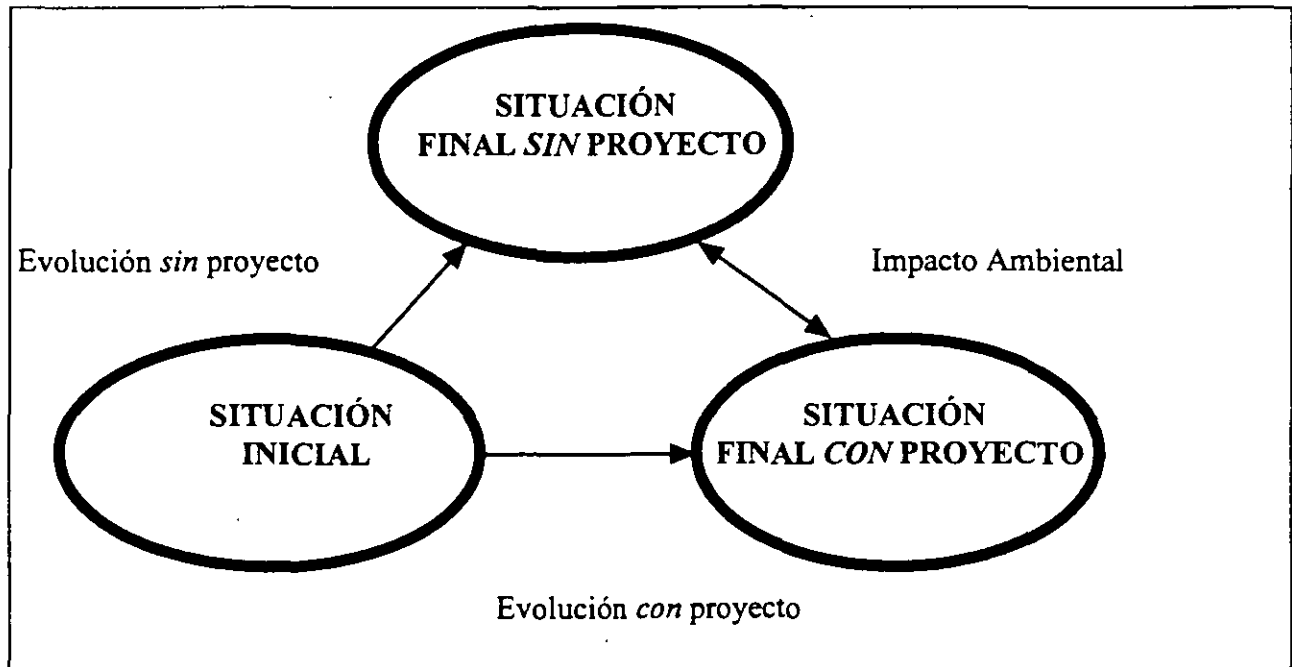 SITUACIÓN
FINAL SIN PROYECTO
Evolución sin proyecto
Impacto Ambiental
SITUACIÓN
INICIAL
SITUACIÓN
FINAL CON PROYECTO
Evolución con proyecto